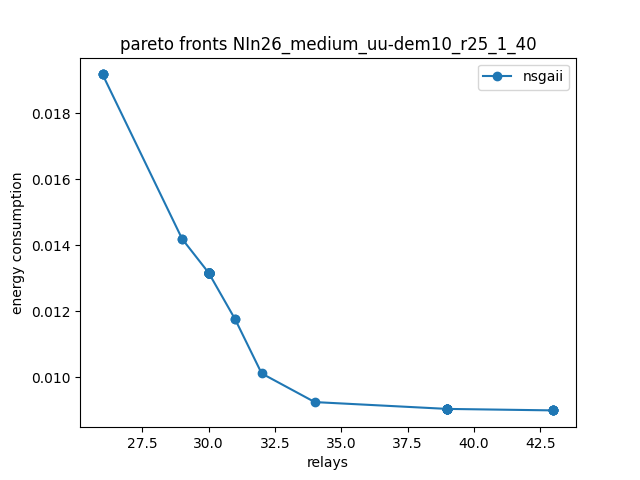 pareto fronts NIn26_medium_uu-dem10_r25_1_40
nsgaii
energy consumption
0.018
0.016
0.014
0.012
0.010
27.5 30.0 32.5 35.0 37.5 40.0 42.5
relays